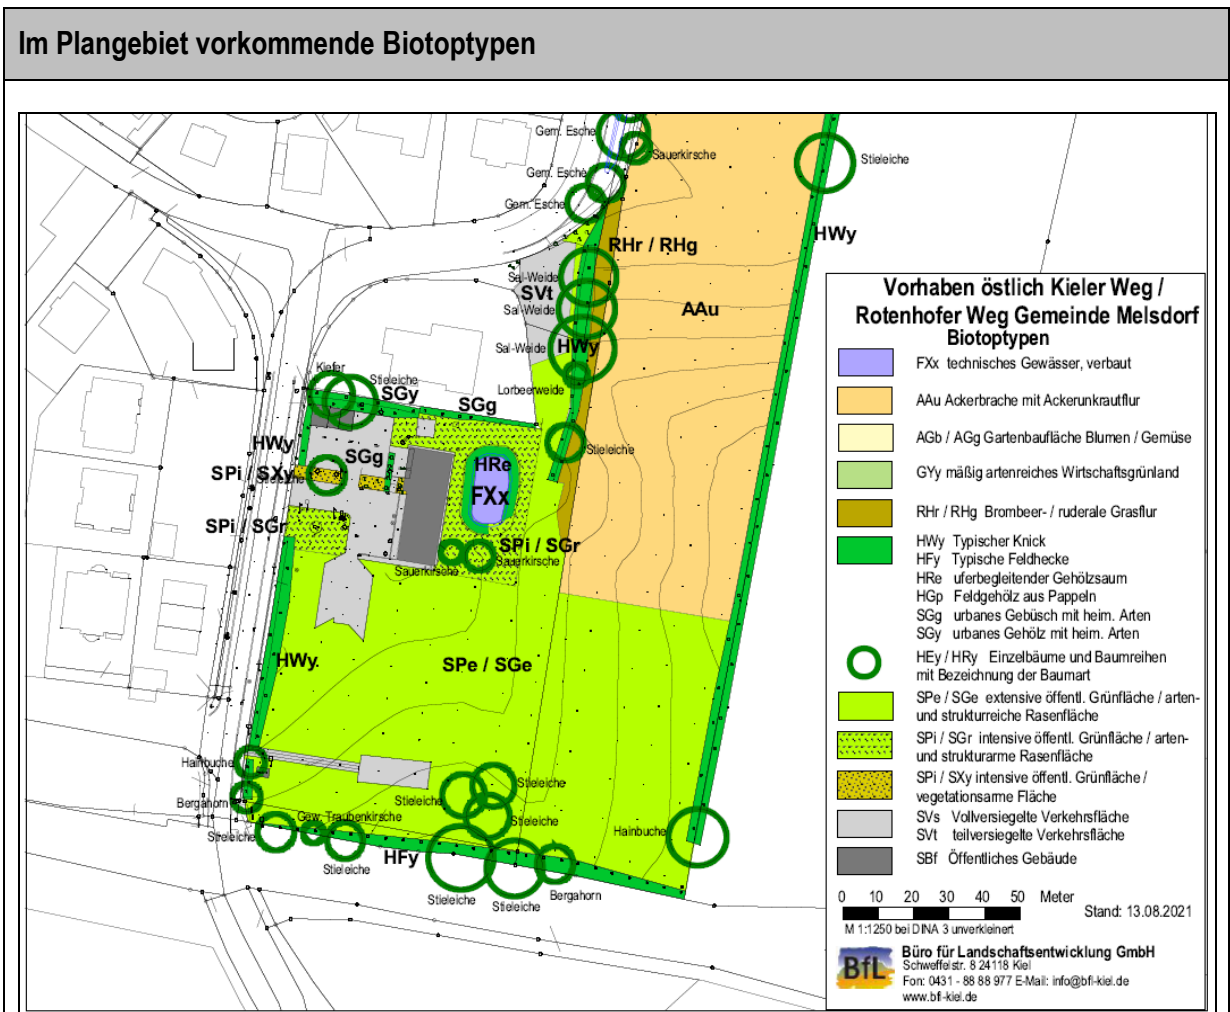 Im Plangebiet vorkommende Biotoptypen
Gem. Esche
Sauerkirsche
Stieleiche
Gem. Esche
Gem. Esche
HWy
RHr / RHg
Sal-Weide
SVt
Sal-Weide
AAu
Sal-Weide
HWy
Kiefer
Stieleiche
Lorbeerweide
SGy
SGg
HWy
Stieleiche
SGg
HRe
SPi / SXy
Stieleiche
FXx
SPi / SGr
SPi / SGr
Sauerkirsche
Sauerkirsche
HWy.
SPe / SGe
Hainbuche
Stieleiche
Bergahorn
Stieleiche
Gew. Traubenkirsche
Stieleiche
Stieleiche
Hainbuche
Stieleiche
HFy
Stieleiche
Stieleiche
Bergahorn
Vorhaben östlich Kieler Weg /
Rotenhofer Weg Gemeinde Melsdorf
Biotoptypen
FXx technisches Gewässer, verbaut
AAu Ackerbrache mit Ackerunkrautflur
AGb / AGg Gartenbaufläche Blumen / Gemüse
GYy mäßig artenreiches Wirtschaftsgrünland
RHr / RHg Brombeer- / ruderale Grasflur
HWy Typischer Knick
HFy Typische Feldhecke
HRe uferbegleitender Gehölzsaum
HGp Feldgehölz aus Pappeln
SGg urbanes Gebüsch mit heim. Arten
SGy urbanes Gehölz mit heim. Arten
HEy / HRy Einzelbäume und Baumreihen
mit Bezeichnung der Baumart
SPe / SGe extensive öffentl. Grünfläche / arten-
und strukturreiche Rasenfläche
SPi / SGr intensive öffentl. Grünfläche / arten-
und strukturarme Rasenfläche
SPi / SXy intensive öffentl. Grünfläche /
vegetationsarme Fläche
SVs Vollversiegelte Verkehrsfläche
SVt teilversiegelte Verkehrsfläche
SBf Öffentliches Gebäude
0 10 20 30 40 50 Meter
Stand: 13.08.2021
M 1:1250 bei DINA 3 unverkleinert
BfL
Büro für Landschaftsentwicklung GmbH
Schweffelstr. 8 24118 Kiel
Fon: 0431 - 88 88 977 E-Mail: info@bfl-kiel.de
www.bfl-kiel.de